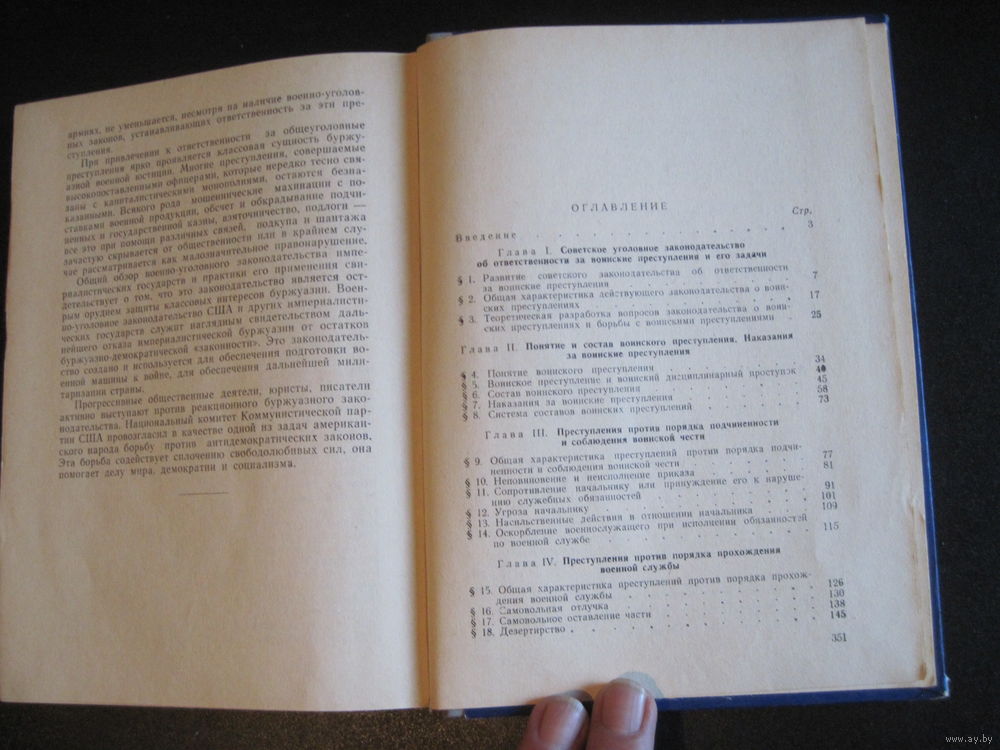 армиях, не уменьшается, несмотря на наличие военно-уголов-
ных законов, устанавливающих ответственность за эти пре-
ступления.
При привлечении к ответственности за общеуголовные
преступления ярко проявляется классовая сущность буржу-
азной военной юстиции. Многие преступления, совершаемые
высокопоставленными офицерами, которые нередко тесно свя-
заны с капиталистическими монополиями, остаются безна-
казанными. Всякого рода мошеннические махинации с по-
ставками военной продукции, обсчет и обкрадывание подчи-
ненных и государственной казны, взяточничество, подлоги —
все это при помощи различных связей, подкупа и шантажа
зачастую скрывается от общественности или в крайнем слу-
чае рассматривается как малозначительное правонарушение.
Общий обзор военно-уголовного законодательства импе-
риалистических государств и практики его применения сви-
детельствует о том, что это законодательство является ост-
рым орудием защиты классовых интересов буржуазии. Воен-
но-уголовное законодательство США и других империалисти-
ческих государств служит наглядным свидетельством даль-
нейшего отказа империалистической буржуазии от остатков
буржуазно-демократической «законности». Это законодатель-
ство создано и используется для обеспечения подготовки во-
енной машины к войне, для обеспечения дальнейшей мили-
таризации страны.
Прогрессивные общественные деятели, юристы, писатели
активно выступают против реакционного буржуазного зако-
нодательства. Национальный комитет Коммунистической пар-
тии США провозгласил в качестве одной из задач американ-
ского народа борьбу против антидемократических законов.
Эта борьба содействует сплочению свободолюбивых сил, она
помогает делу мира, демократии и социализма.
ОГЛАВЛЕНИЕ
Стр.
Введение . . . . . . . . . . 3
Глава I. Советское уголовное законодательство
об ответственности за воинские преступления и его задачи
§ 1. Развитие советского законодательства об ответственности
за воинские преступления . . . . . . 7
§ 2. Общая характеристика действующего законодательства о воин-
ских преступлениях . . . . . . . 17
§ 3. Теоретическая разработка вопросов законодательства о воин-
ских преступлениях и борьбы с воинскими преступлениями . 25
Глава II. Понятие и состав воинского преступления. Наказания
за воинские преступления
§ 4. Понятие воинского преступления . . . . . 34
§ 5. Воинское преступление и воинский дисциплинарный проступок 40
§ 6. Состав воинского преступления . . . . . 45
§ 7. Наказания за воинские преступления . . . . 58
§ 8. Система составов воинских преступлений . . . . 73
Глава III. Преступления против порядка подчиненности
и соблюдения воинской чести
§ 9. Общая характеристика преступлений против порядка подчи-
ненности и соблюдения воинской чести . . . . 77
§ 10. Неповиновение и неисполнение приказа . . . . 81
§ 11. Сопротивление начальнику или принуждение его к наруше-
нию служебных обязанностей . . . . . 91
§ 12. Угроза начальнику . . . . . . 101
§ 13. Насильственные действия в отношении начальника . . 109
§ 14. Оскорбление военнослужащего при исполнении обязанностей
по военной службе . . . . . . . 115
Глава IV. Преступления против порядка прохождения
военной службы
§ 15. Общая характеристика преступлений против порядка прохож-
дения военной службы . . . . . . 126
§ 16. Самовольная отлучка . . . . . . 130
§ 17. Самовольное оставление части . . . . . 138
§ 18. Дезертирство . . . . . . . . 145
351
www.ay.by